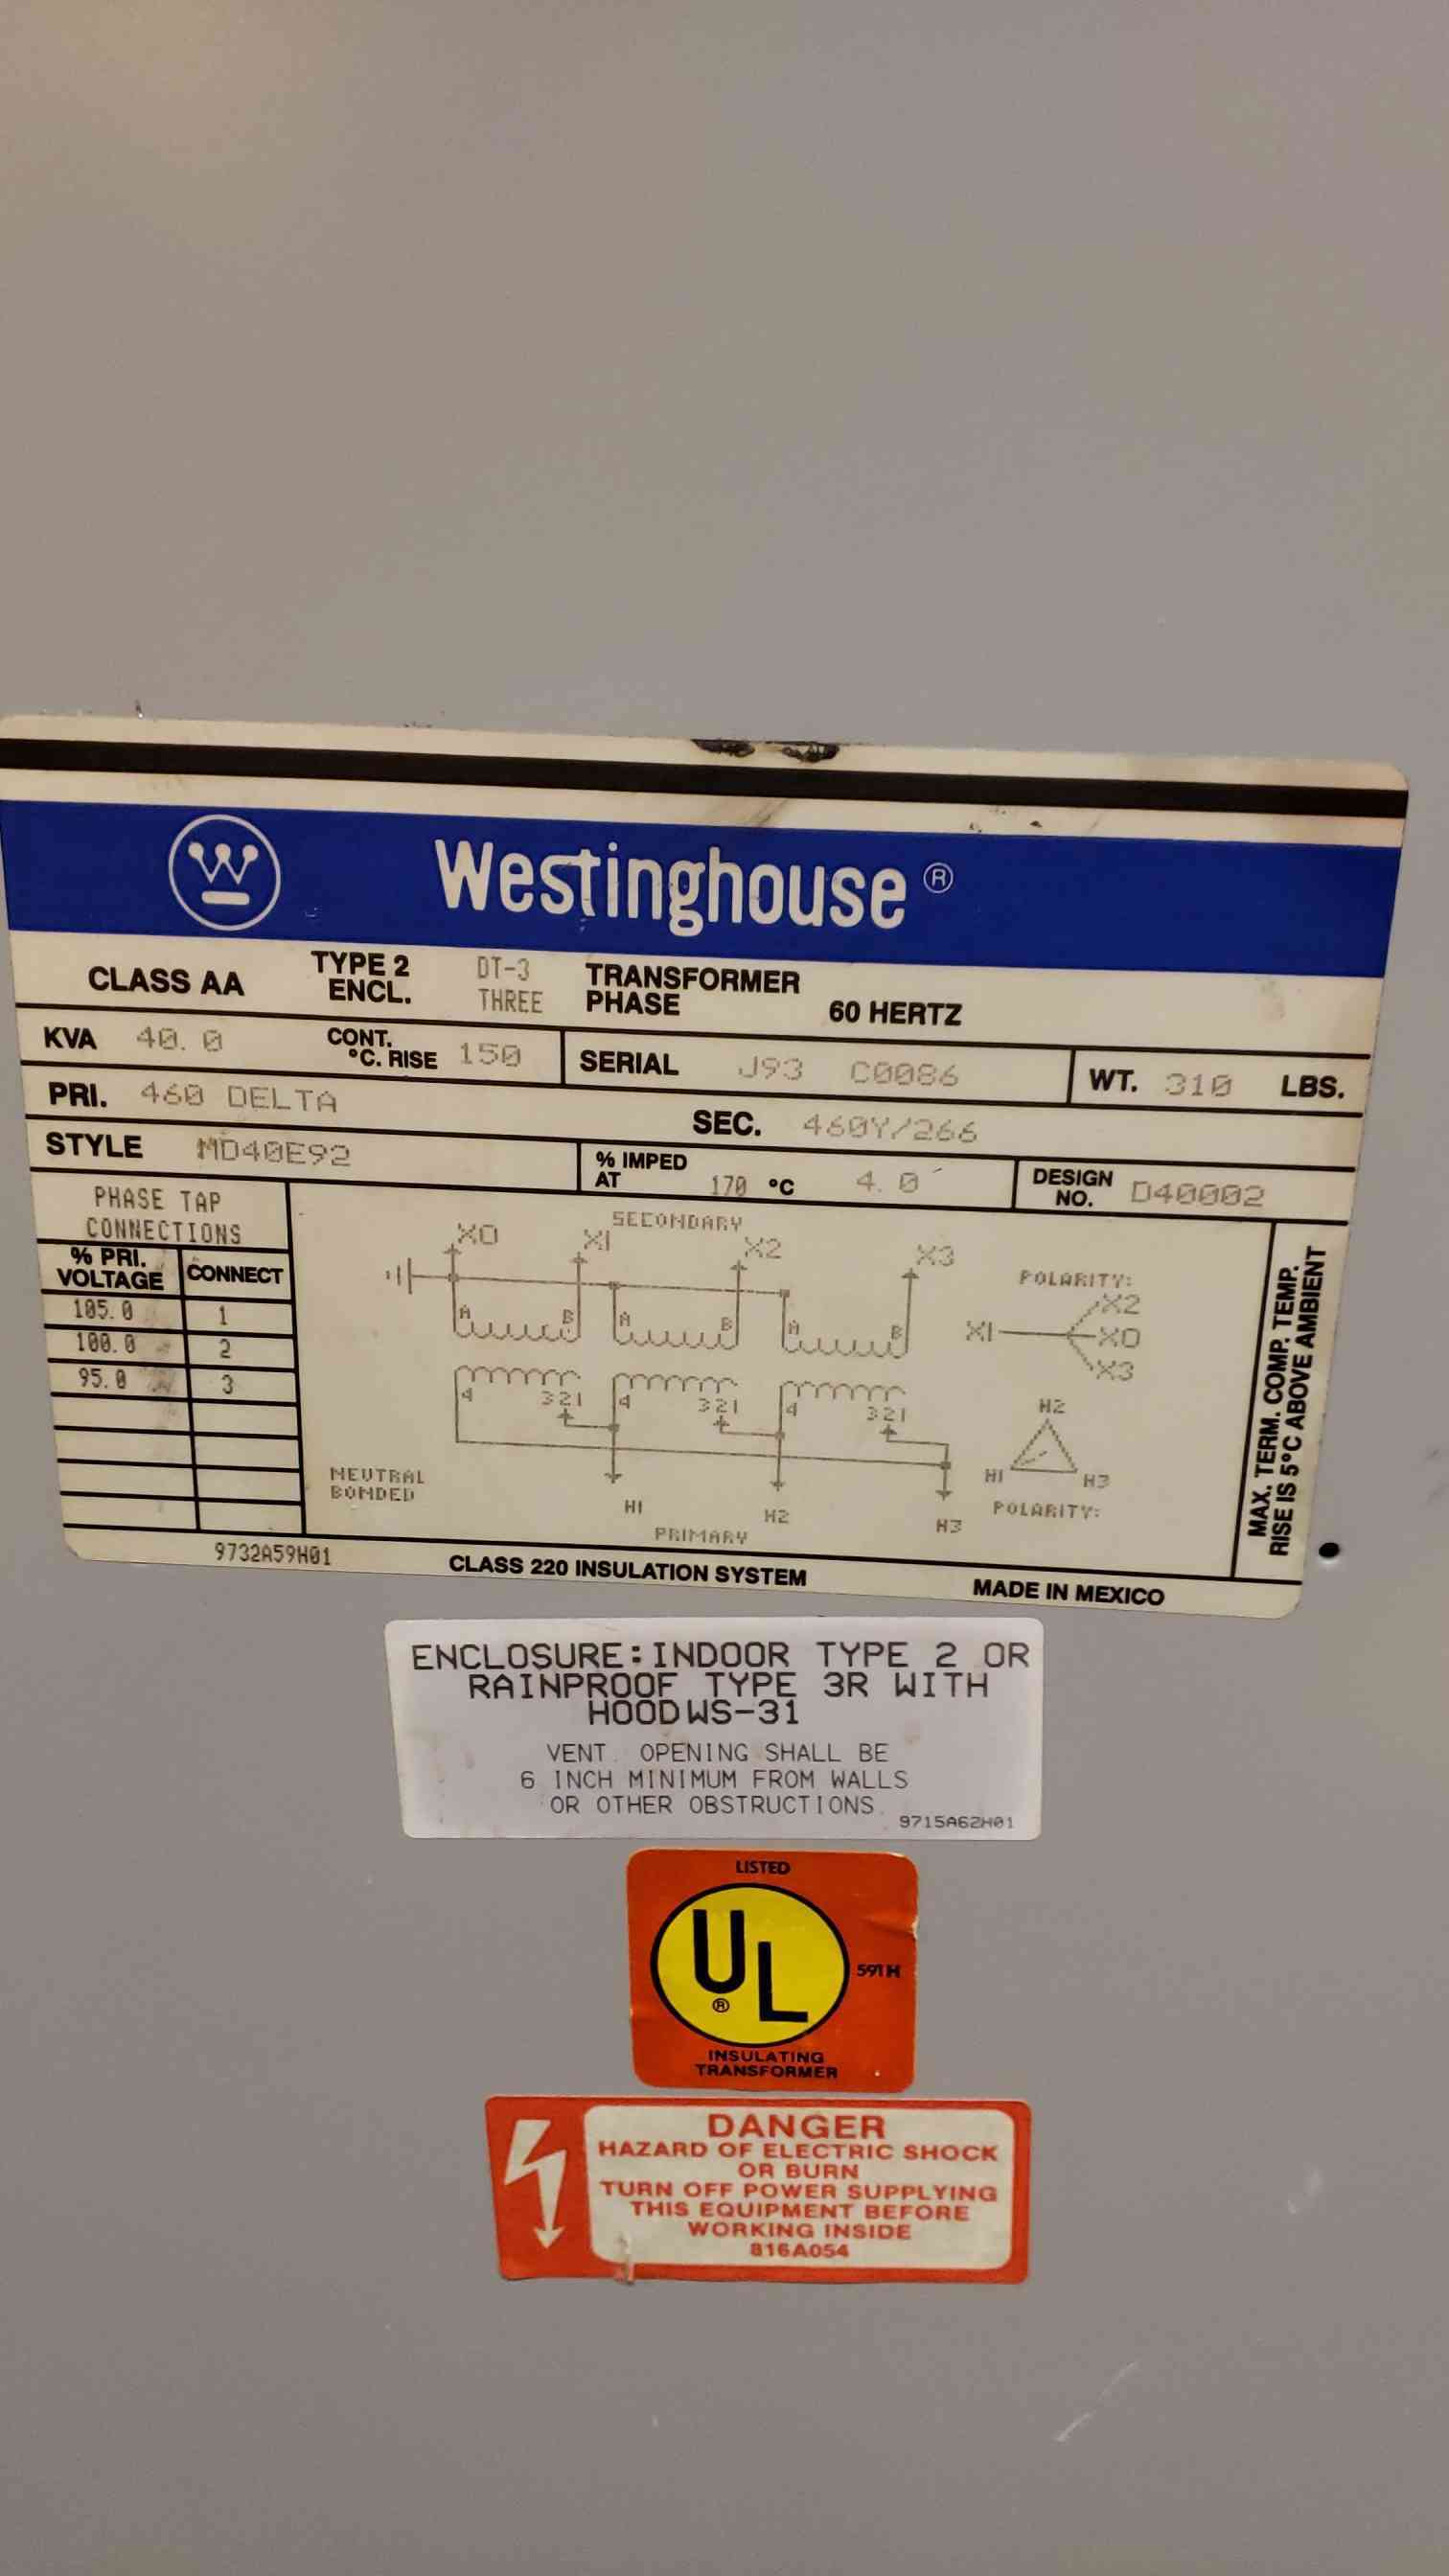 W
Westinghouse ®
CLASS AA TYPE 2 ENCL. DT-3 THREE TRANSFORMER PHASE 60 HERTZ
KVA 40.0 CONT. °C. RISE 150 SERIAL J93 C0086 WT. 310 LBS.
PRI. 460 DELTA SEC. 460Y/266
STYLE MD40E92 % IMPED AT 170 °C 4.0 DESIGN NO. D40002
PHASE TAP
CONNECTIONS
% PRI. VOLTAGE CONNECT
105.0 1
100.0 2
95.0 3
SECONDARY
X0 X1 X2 X3
A B A B A B
4 321 4 321 4 321
H1 H2 H3
PRIMARY
NEUTRAL
BONDED
POLARITY:
X2
X1 X0
X3
H2
H1 H3
POLARITY:
MAX. TERM. COMP. TEMP.
RISE IS 5°C ABOVE AMBIENT
9732A59H01 CLASS 220 INSULATION SYSTEM MADE IN MEXICO
ENCLOSURE:INDOOR TYPE 2 OR
RAINPROOF TYPE 3R WITH
HOOD WS-31
VENT. OPENING SHALL BE
6 INCH MINIMUM FROM WALLS
OR OTHER OBSTRUCTIONS.
9715A62H01
LISTED
UL ®
591H
INSULATING
TRANSFORMER
DANGER
HAZARD OF ELECTRIC SHOCK
OR BURN
TURN OFF POWER SUPPLYING
THIS EQUIPMENT BEFORE
WORKING INSIDE
816A054